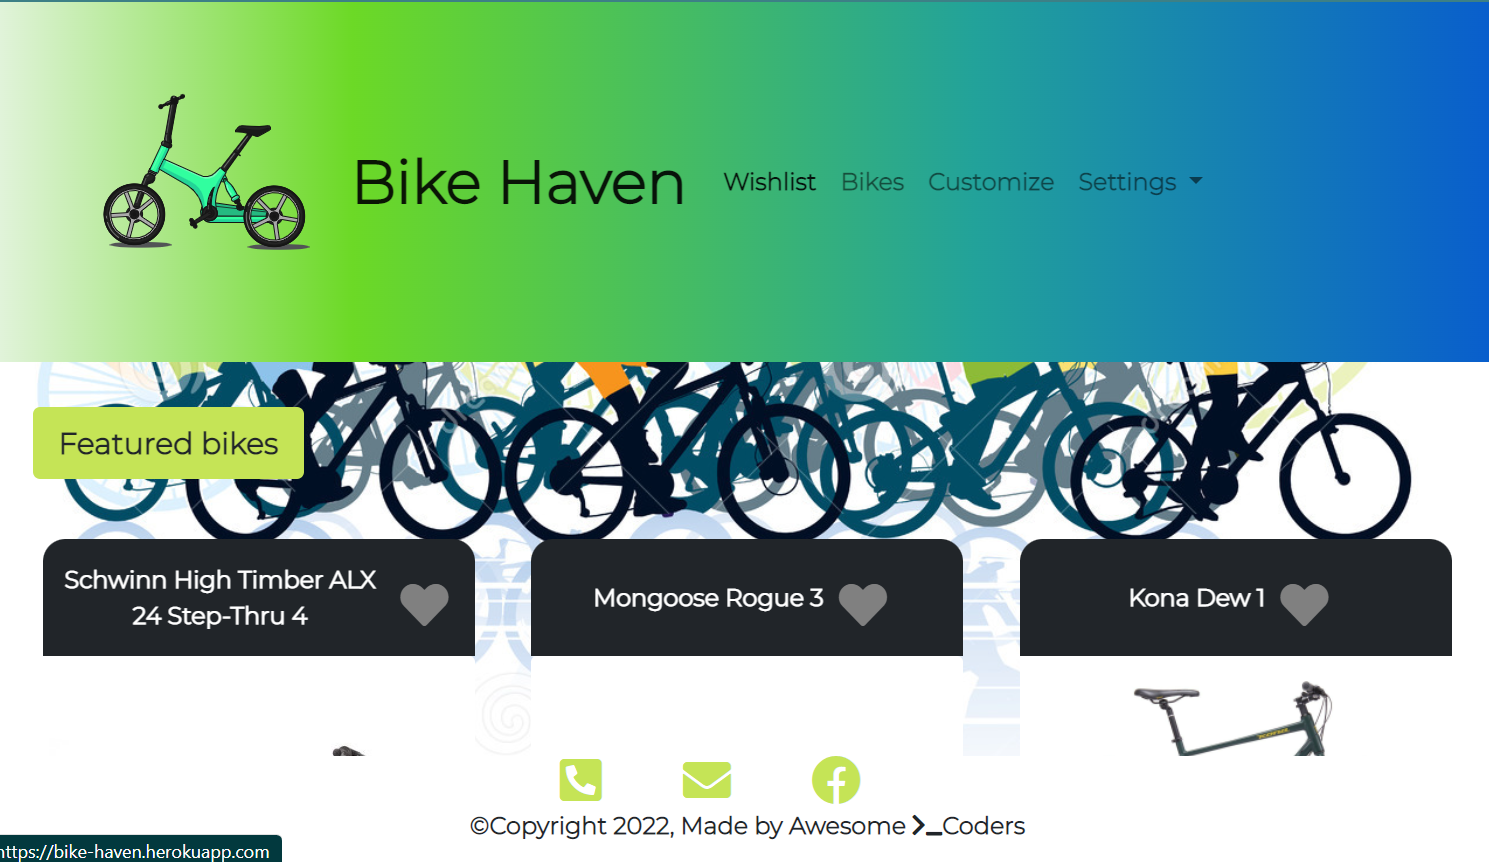 Bike Haven
Wishlist Bikes Customize Settings
Featured bikes
Schwinn High Timber ALX
24 Step-Thru 4
Mongoose Rogue 3
Kona Dew 1
©Copyright 2022, Made by Awesome >_Coders
https://bike-haven.herokuapp.com